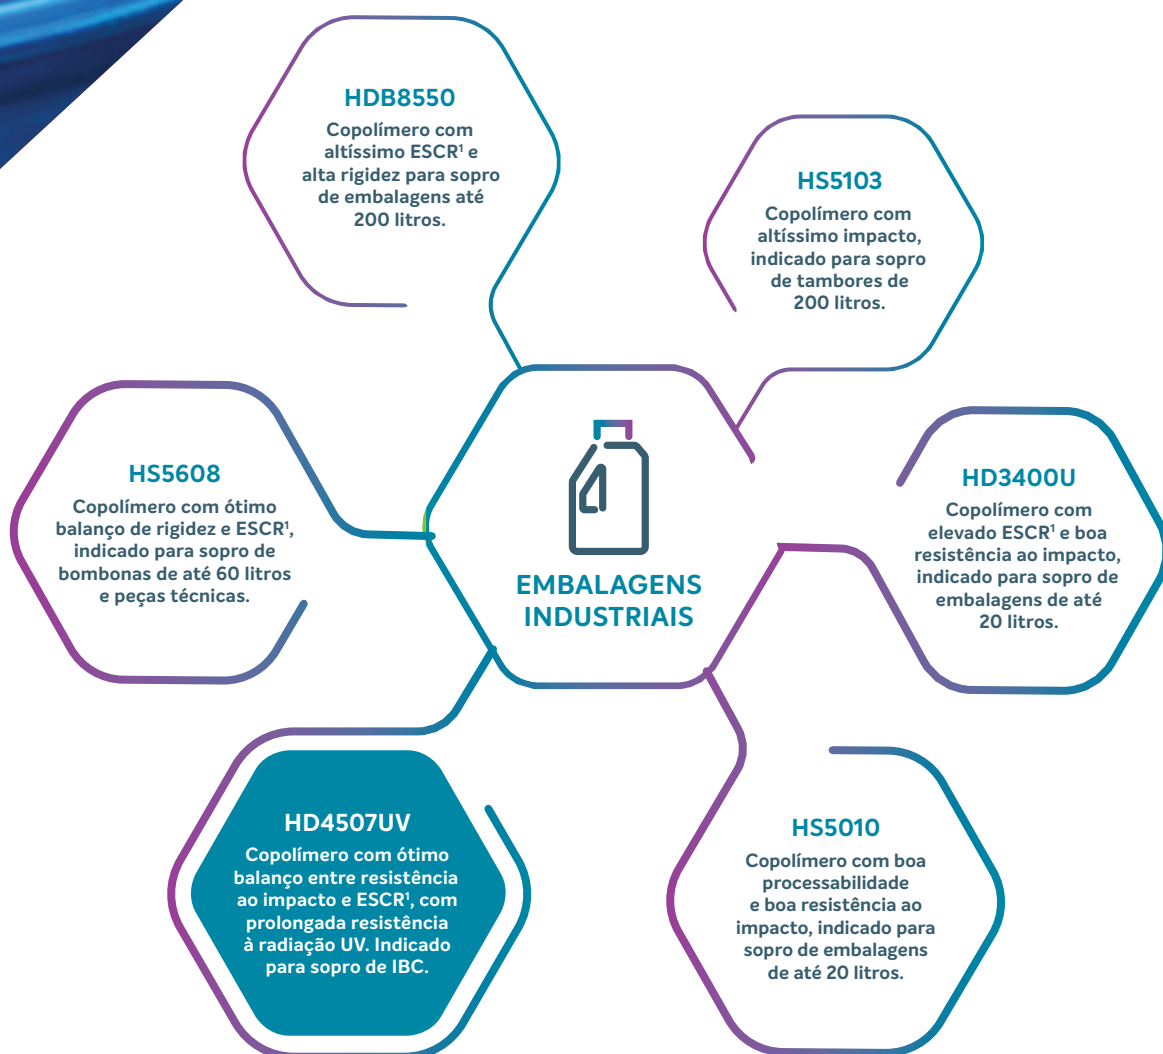 HDB8550
Copolímero com
altíssimo ESCR¹ e
alta rigidez para sopro
de embalagens até
200 litros.
HS5103
Copolímero com
altíssimo impacto,
indicado para sopro
de tambores de
200 litros.
HS5608
Copolímero com ótimo
balanço de rigidez e ESCR¹,
indicado para sopro de
bombonas de até 60 litros
e peças técnicas.
EMBALAGENS
INDUSTRIAIS
HD3400U
Copolímero com
elevado ESCR¹ e boa
resistência ao impacto,
indicado para sopro de
embalagens de até
20 litros.
HD4507UV
Copolímero com ótimo
balanço entre resistência
ao impacto e ESCR¹, com
prolongada resistência
à radiação UV. Indicado
para sopro de IBC.
HS5010
Copolímero com boa
processabilidade
e boa resistência ao
impacto, indicado para
sopro de embalagens
de até 20 litros.